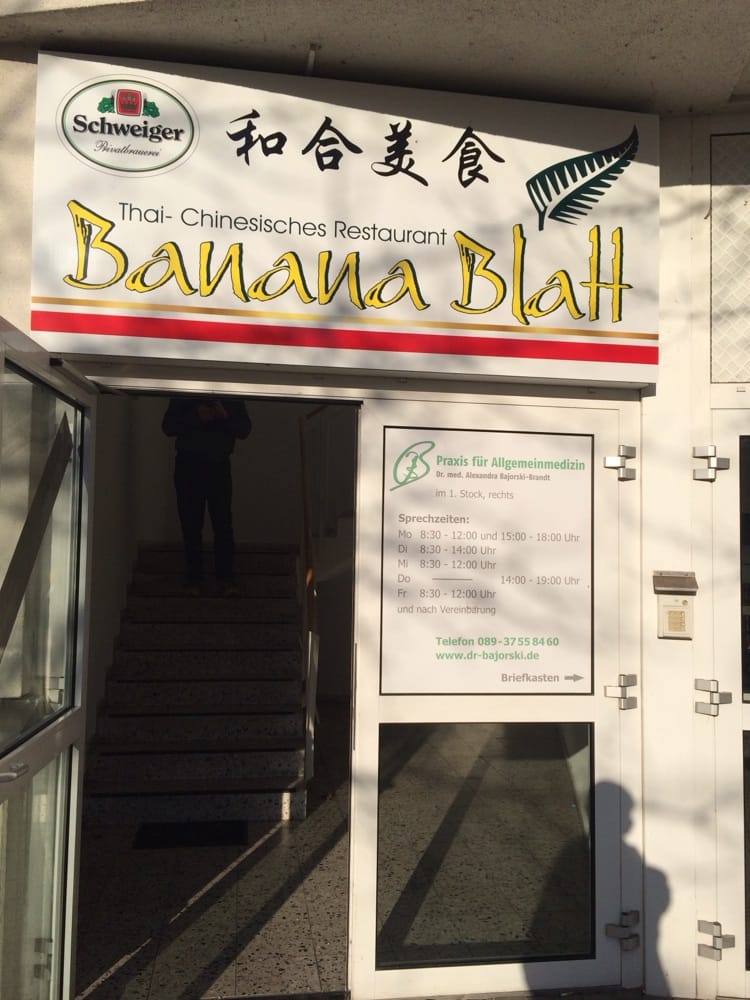 Schweiger
Privatbrauerei
和合美食
Thai- Chinesisches Restaurant
Banana Blatt
Praxis für Allgemeinmedizin
Dr. med. Alexandra Bajorski-Brandt
im 1. Stock, rechts
Sprechzeiten:
Mo 8:30 - 12:00 und 15:00 - 18:00 Uhr
Di 8:30 - 14:00 Uhr
Mi 8:30 - 12:00 Uhr
Do ——— 14:00 - 19:00 Uhr
Fr 8:30 - 12:00 Uhr
und nach Vereinbarung
Telefon 089-37 55 84 60
www.dr-bajorski.de
Briefkasten